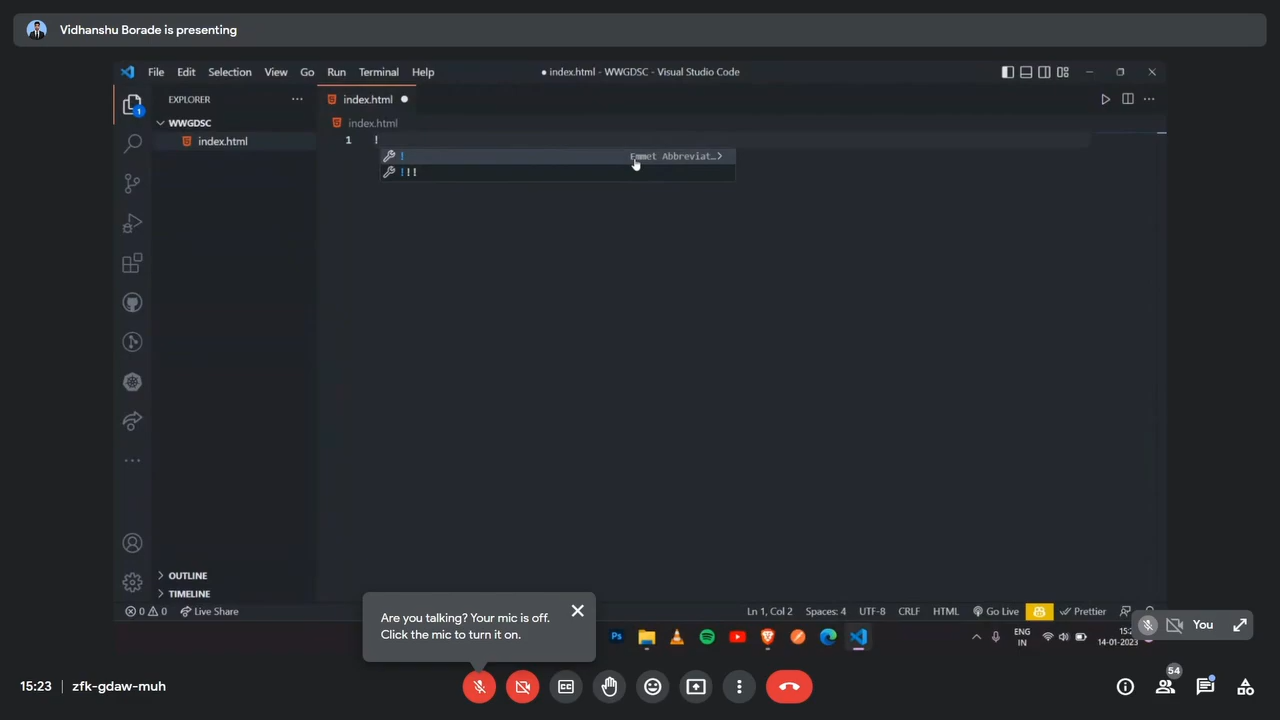 Vidhanshu Borade is presenting
File Edit Selection View Go Run Terminal Help
● index.html - WWGDSC - Visual Studio Code
EXPLORER
index.html
1
WWGDSC
index.html
index.html
1 !
! Emmet Abbreviat...
!!!
OUTLINE
TIMELINE
0 0 Live Share
Ln 1, Col 2 Spaces: 4 UTF-8 CRLF HTML Go Live Prettier
Are you talking? Your mic is off.
Click the mic to turn it on.
Ps
ENG
IN
14-01-2023
You
15:23 | zfk-gdaw-muh
54